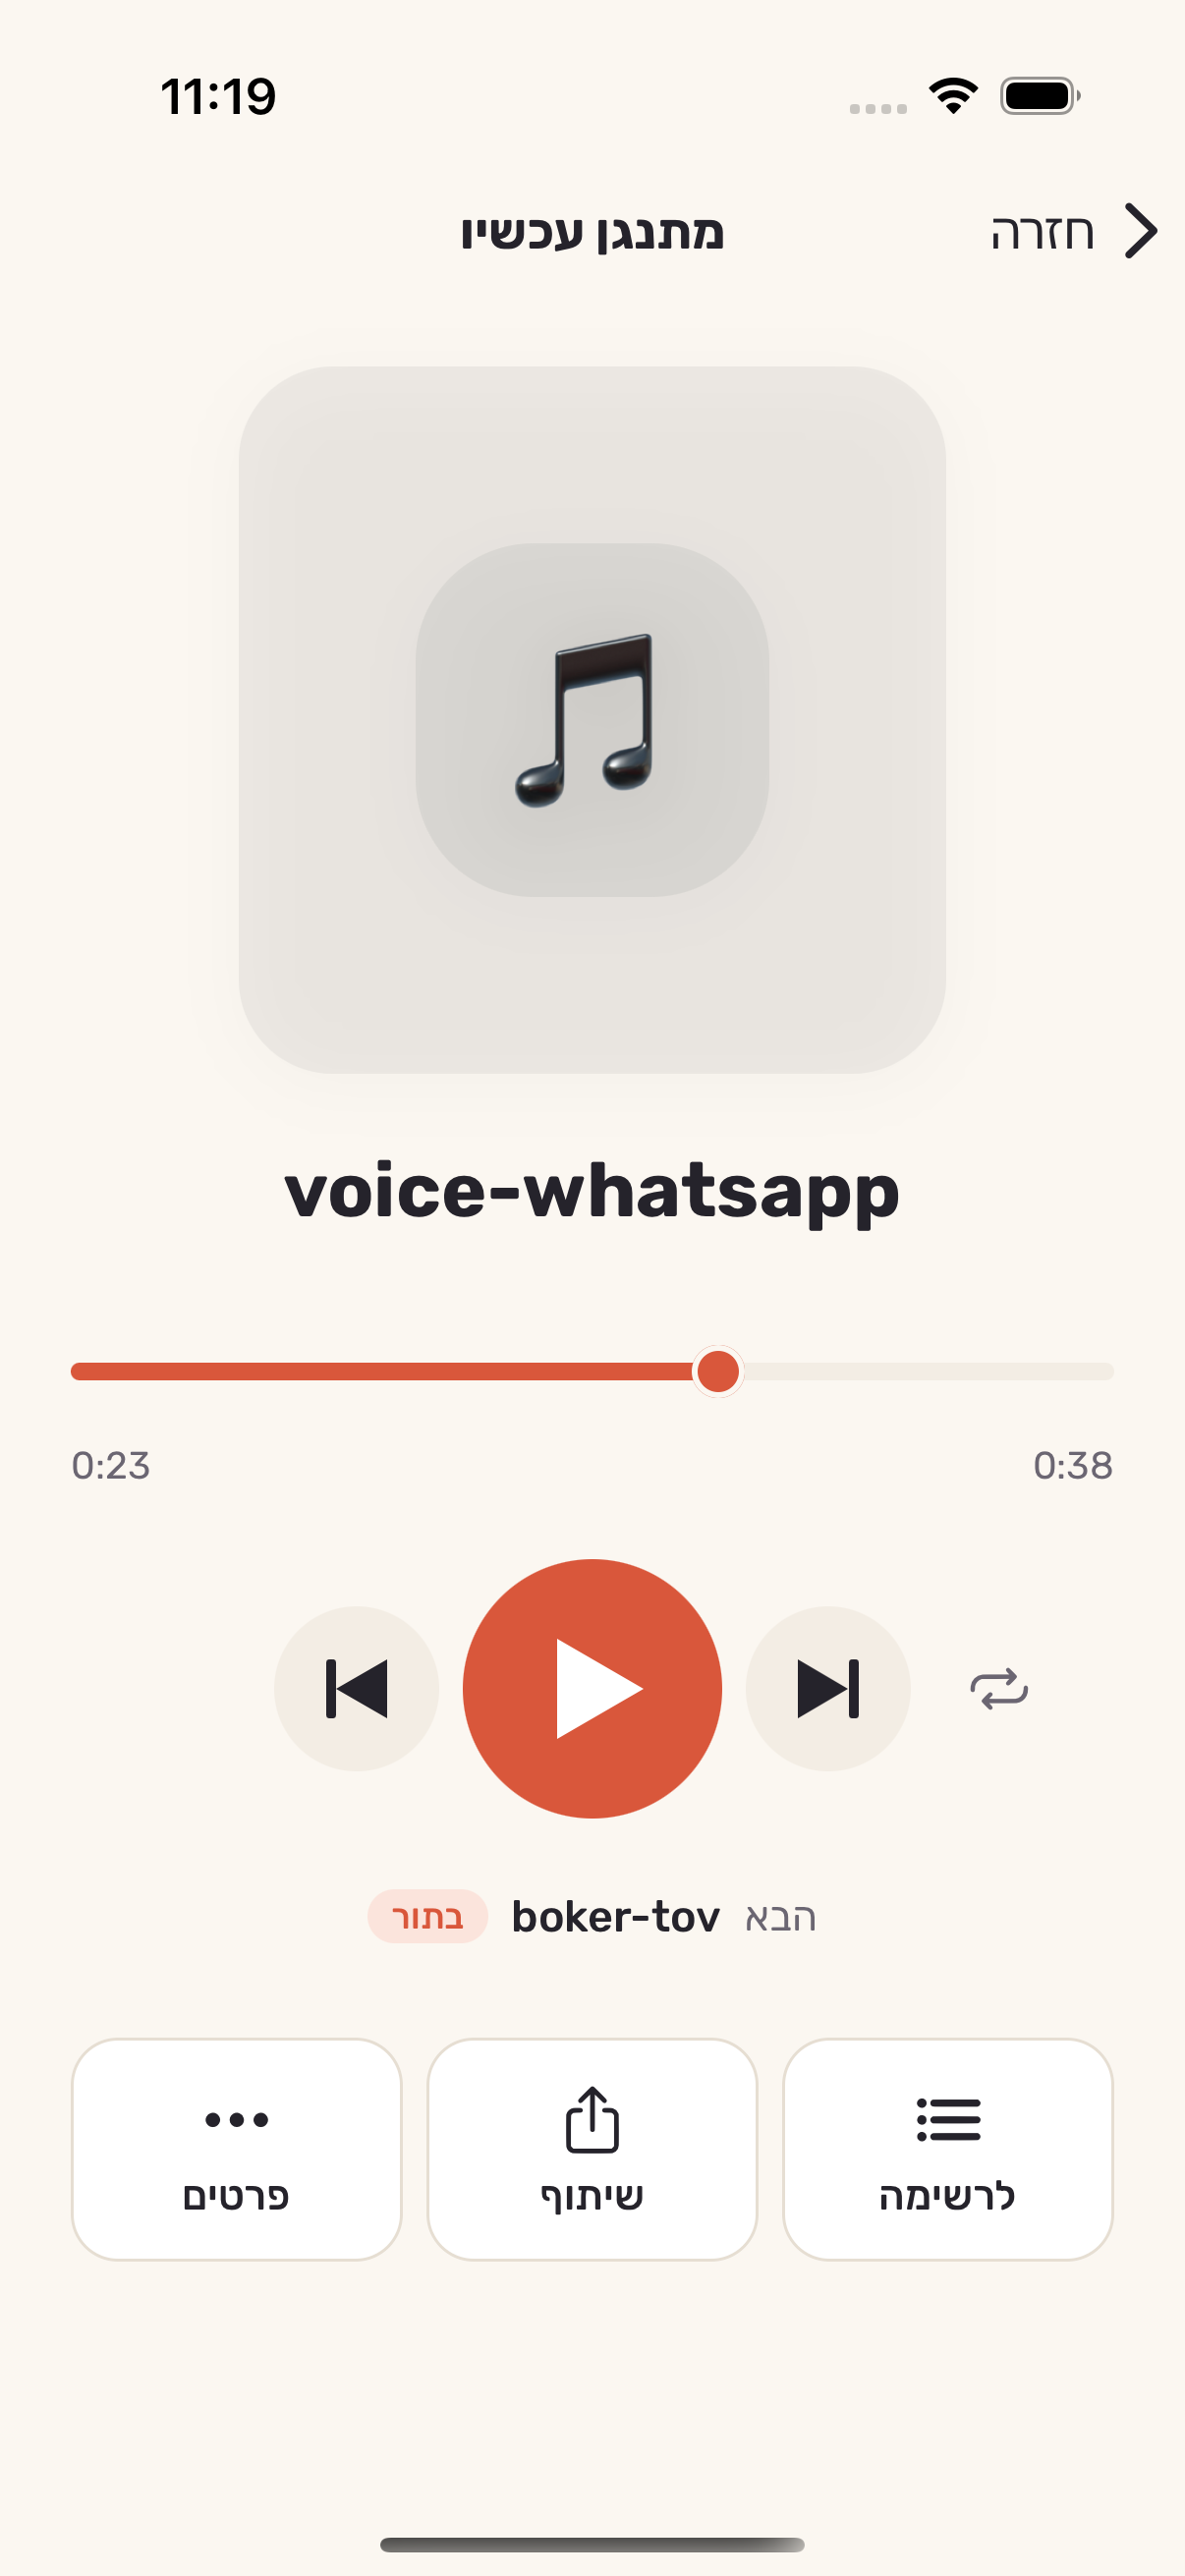 11:19
חזרה
מתנגן עכשיו
voice-whatsapp
0:23
0:38
הבא boker-tov בתור
לרשימה
שיתוף
פרטים